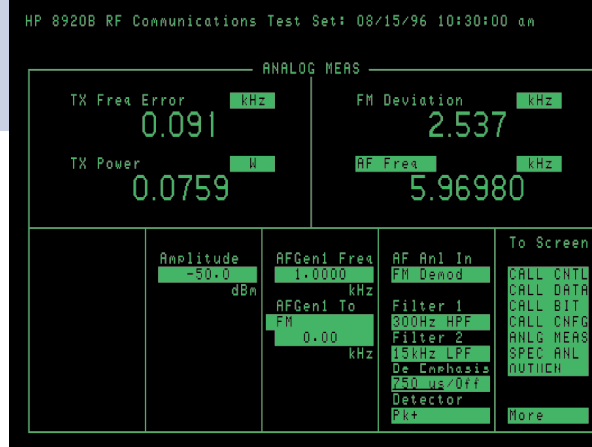 HP 8920B RF Communications Test Set: 08/15/96 10:30:00 am
ANALOG MEAS
TX Freq Error kHz
0.091
FM Deviation kHz
2.537
TX Power W
0.0759
AF Freq kHz
5.96980
Amplitude
-50.0
dBm
AFGen1 Freq
1.0000
kHz
AFGen1 To
FM
0.00
kHz
AF Anl In
FM Demod
Filter 1
300Hz HPF
Filter 2
15kHz LPF
De Emphasis
750 us/Off
Detector
Pk+
To Screen
CALL CNTL
CALL DATA
CALL BIT
CALL CNFG
ANLG MEAS
SPEC ANL
More